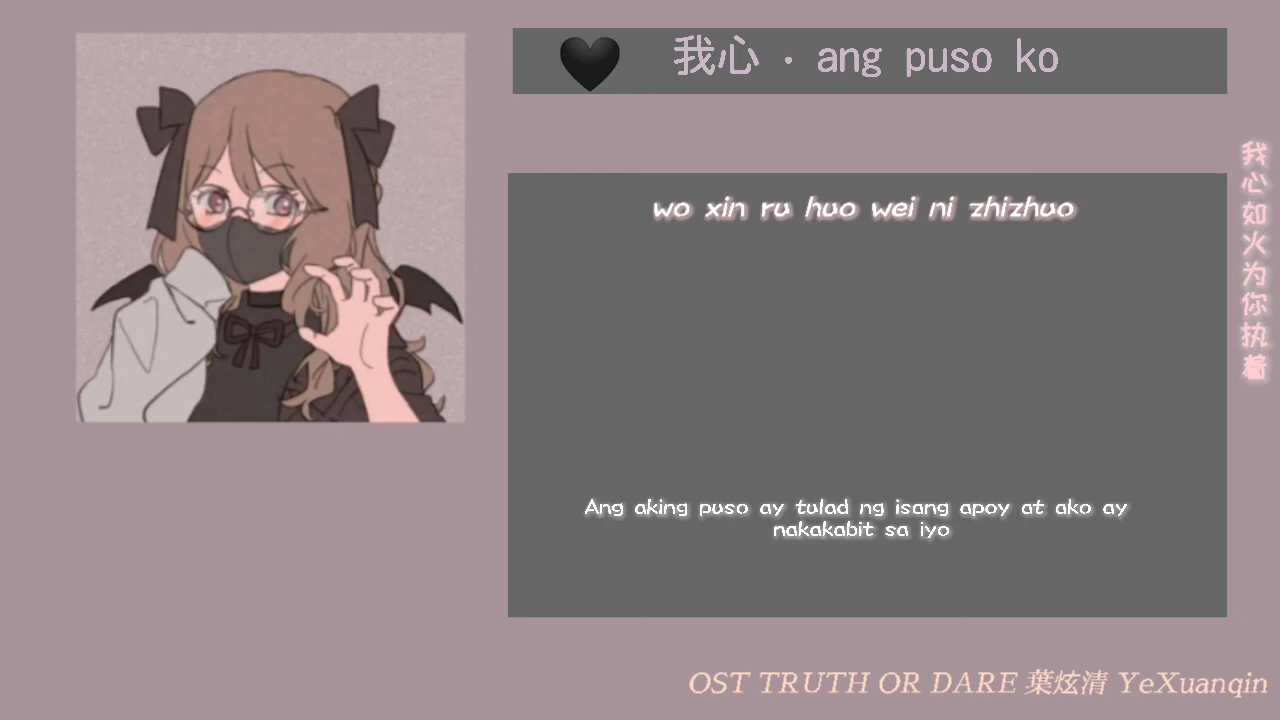 🖤 我心 · ang puso ko
wo xin ru huo wei ni zhizhuo
Ang aking puso ay tulad ng isang apoy at ako ay
nakakabit sa iyo
我心如火为你执着
OST TRUTH OR DARE 葉炫清 YeXuanqin